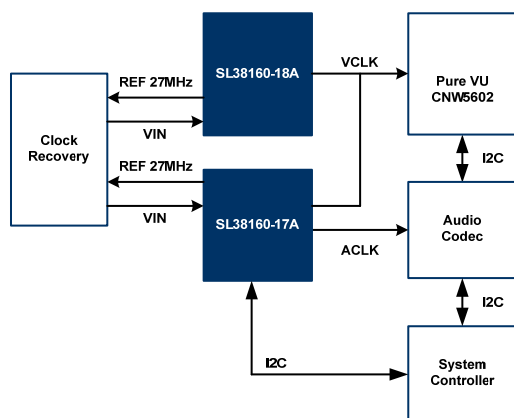 SL38160-18A
VCLK
Pure VU
CNW5602
REF 27MHz
Clock
Recovery
VIN
I2C
REF 27MHz
SL38160-17A
Audio
Codec
VIN
ACLK
I2C
I2C
System
Controller